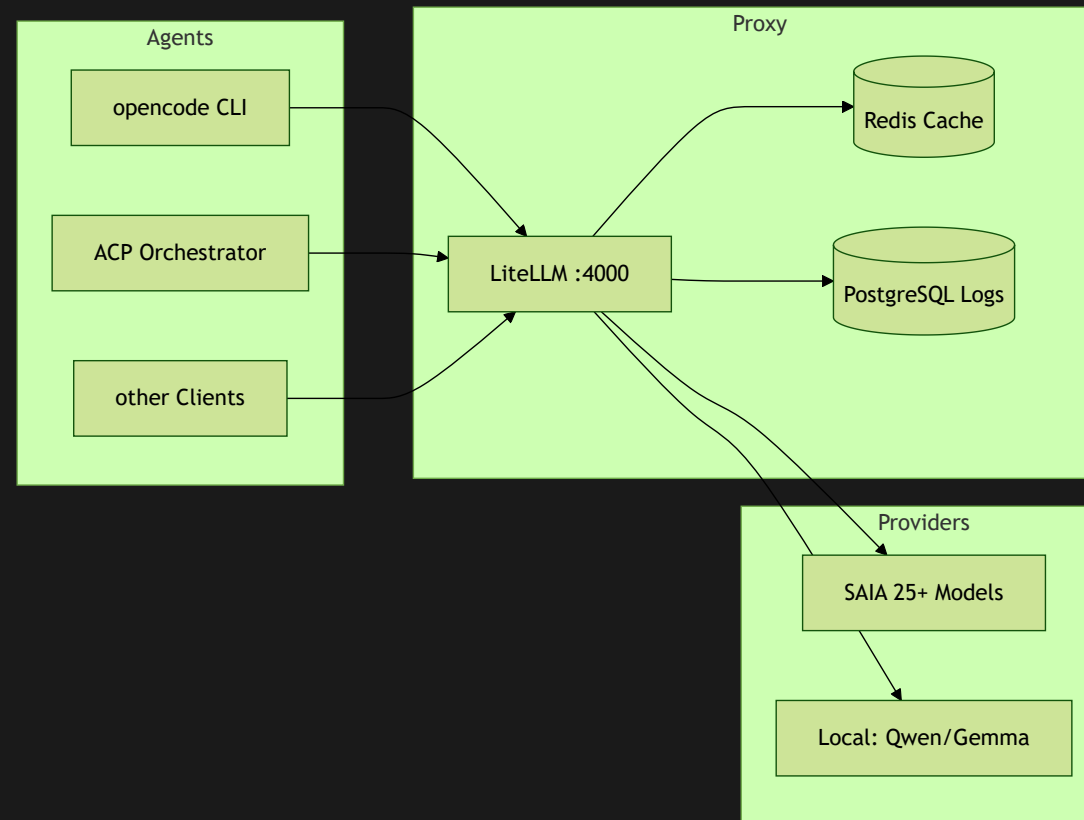 Agents
opencode CLI
ACP Orchestrator
other Clients
Proxy
LiteLLM :4000
Redis Cache
PostgreSQL Logs
Providers
SAIA 25+ Models
Local: Qwen/Gemma